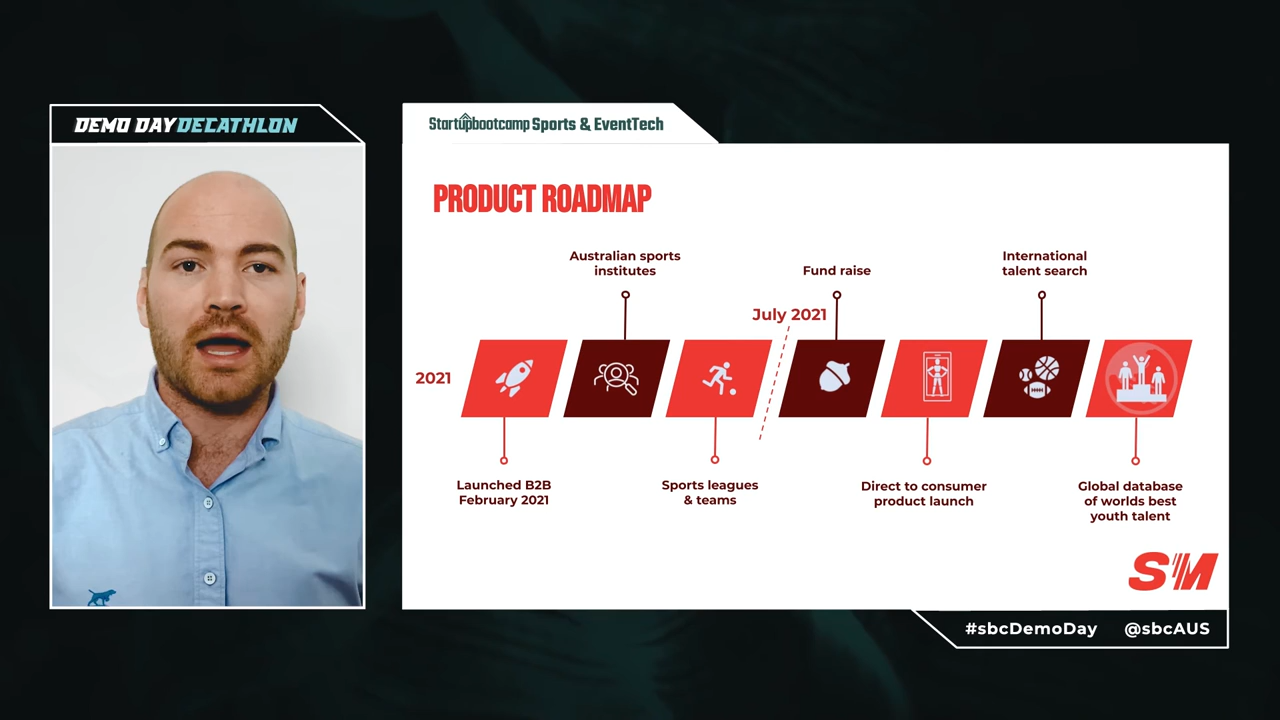 DEMO DAY DECATHLON
Startupbootcamp Sports & EventTech
PRODUCT ROADMAP
Australian sports
institutes
Fund raise
International
talent search
July 2021
2021
Launched B2B
February 2021
Sports leagues
& teams
Direct to consumer
product launch
Global database
of worlds best
youth talent
SM
#sbcDemoDay @sbcAUS